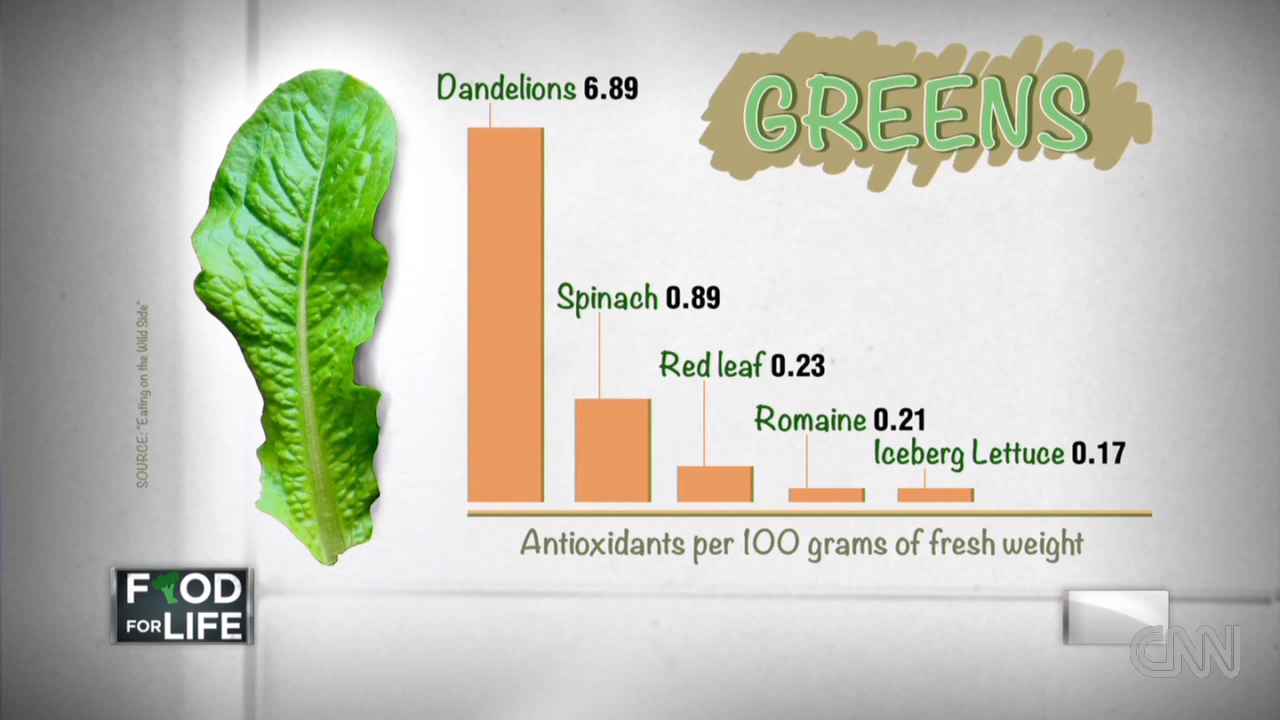 GREENS
Dandelions 6.89
Spinach 0.89
Red leaf 0.23
Romaine 0.21
Iceberg Lettuce 0.17
Antioxidants per 100 grams of fresh weight
SOURCE: "Eating on the Wild Side"
FOOD
FOR LIFE
CNN